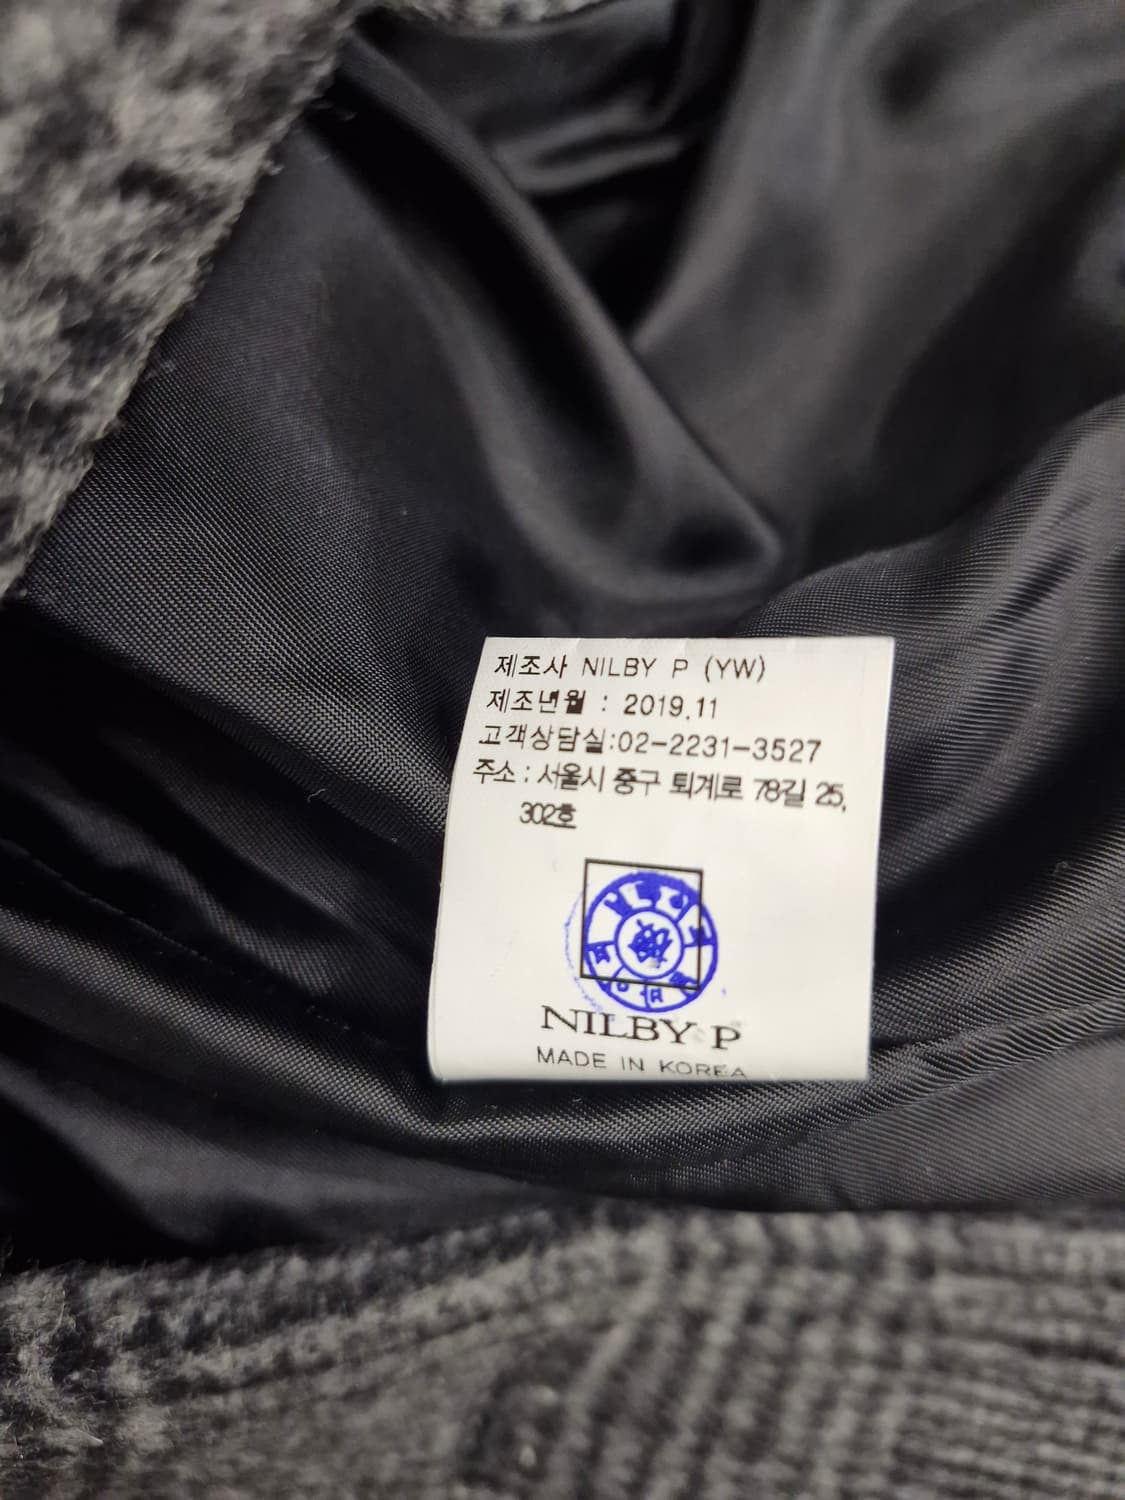 제조사 NILBY P (YW)
제조년월 : 2019.11
고객상담실:02-2231-3527
주소 : 서울시 중구 퇴계로 78길 25,
302호
NILBY P
MADE IN KOREA